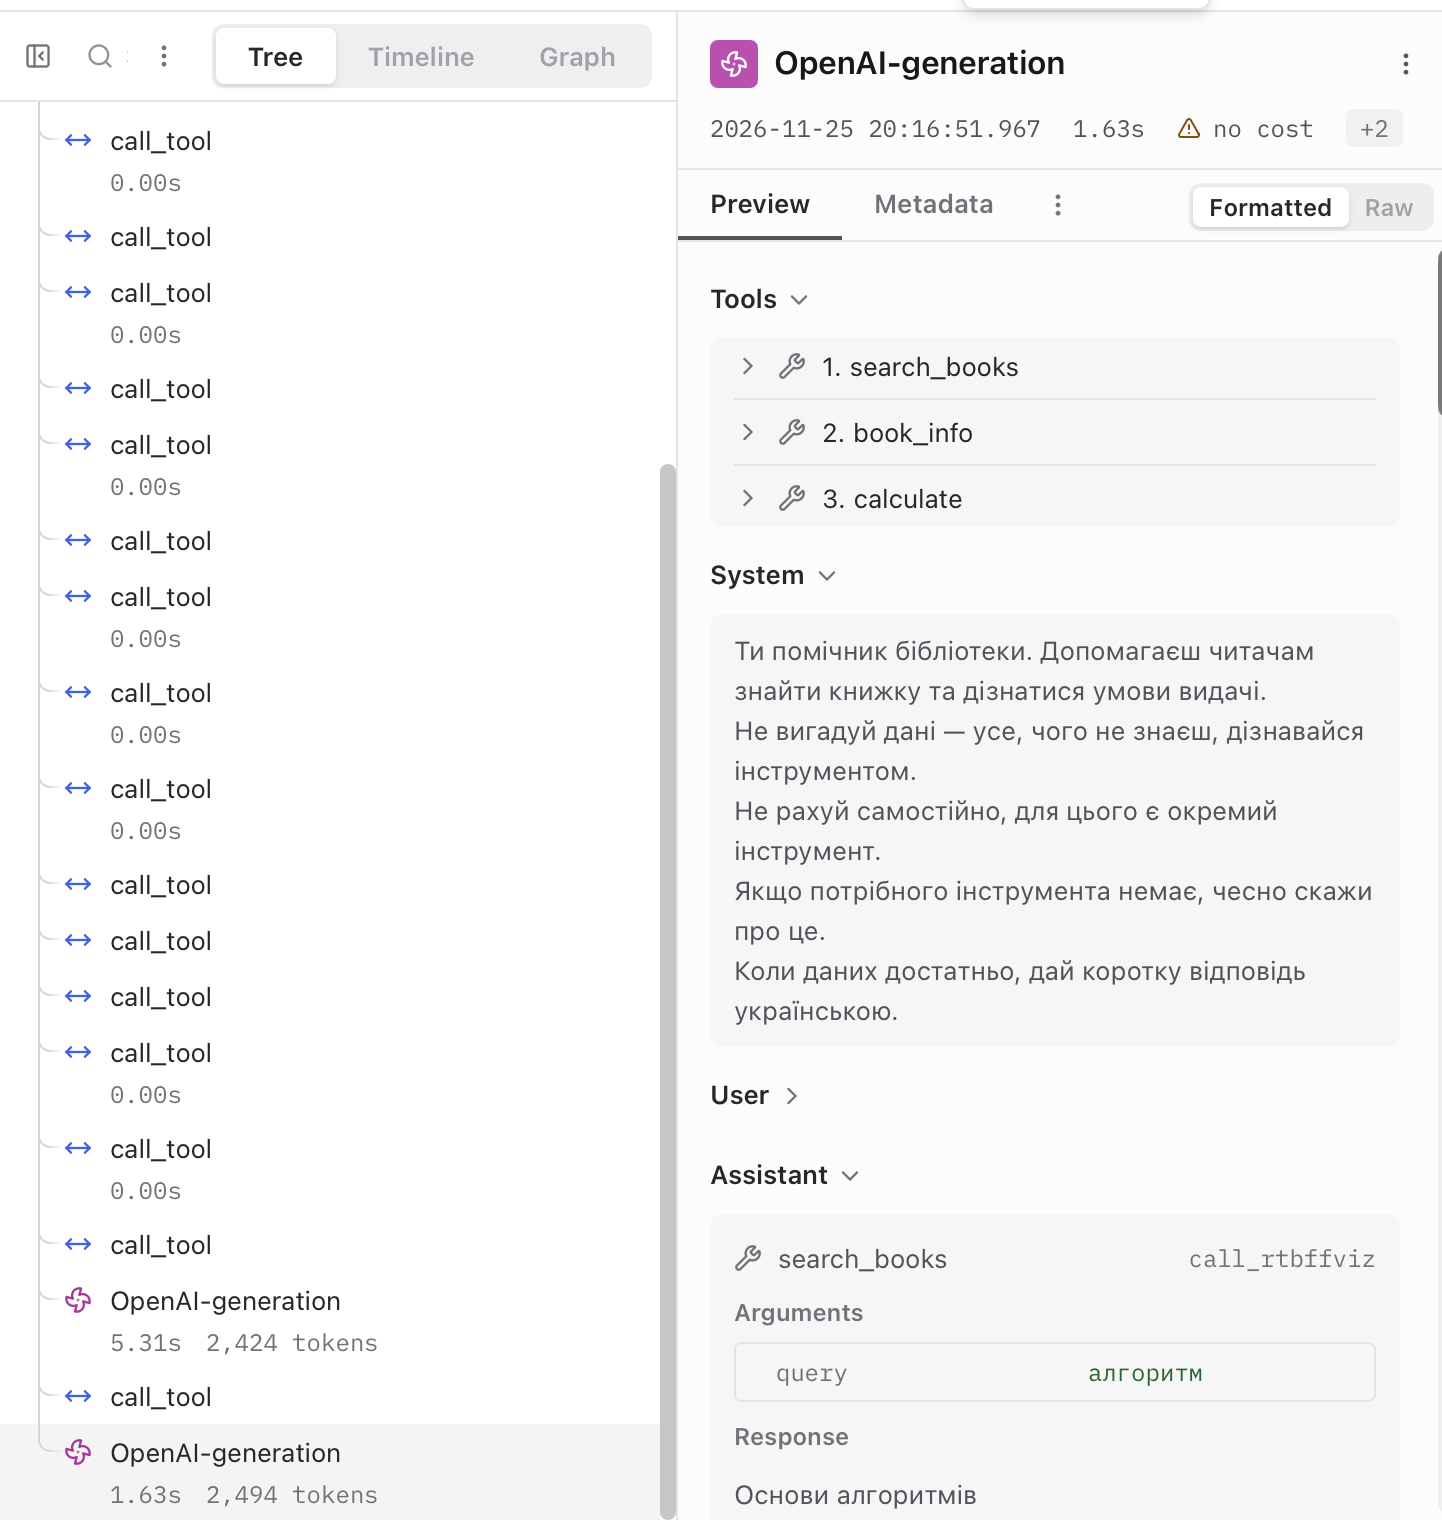 Tree
Timeline
Graph
call_tool
0.00s
call_tool
call_tool
0.00s
call_tool
call_tool
0.00s
call_tool
call_tool
0.00s
call_tool
0.00s
call_tool
0.00s
call_tool
call_tool
call_tool
call_tool
0.00s
call_tool
0.00s
call_tool
OpenAI-generation
5.31s 2,424 tokens
call_tool
OpenAI-generation
1.63s 2,494 tokens
OpenAI-generation
2026-11-25 20:16:51.967 1.63s no cost +2
Preview
Metadata
Formatted
Raw
Tools
1. search_books
2. book_info
3. calculate
System
Ти помічник бібліотеки. Допомагаєш читачам
знайти книжку та дізнатися умови видачі.
Не вигадуй дані — усе, чого не знаєш, дізнавайся
інструментом.
Не рахуй самостійно, для цього є окремий
інструмент.
Якщо потрібного інструмента немає, чесно скажи
про це.
Коли даних достатньо, дай коротку відповідь
українською.
User
Assistant
search_books call_rtbffviz
Arguments
query алгоритм
Response
Основи алгоритмів